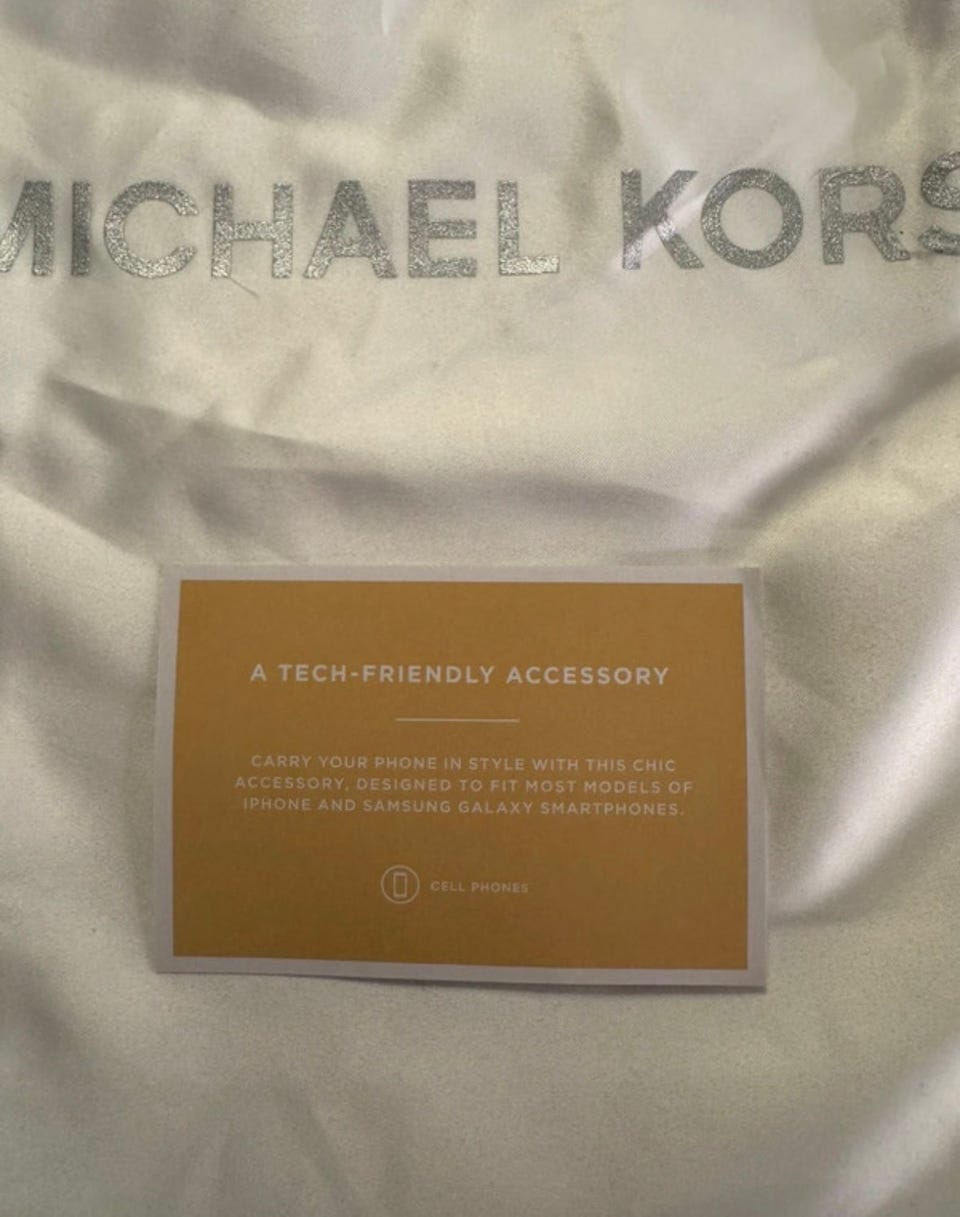 MICHAEL KORS
A TECH-FRIENDLY ACCESSORY
CARRY YOUR PHONE IN STYLE WITH THIS CHIC
ACCESSORY, DESIGNED TO FIT MOST MODELS OF
IPHONE AND SAMSUNG GALAXY SMARTPHONES.
CELL PHONES